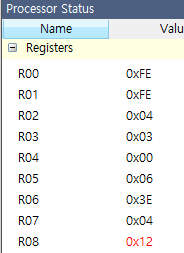 Processor Status
Name Valu
Registers
R00 0xFE
R01 0xFE
R02 0x04
R03 0x03
R04 0x00
R05 0x06
R06 0x3E
R07 0x04
R08 0x12